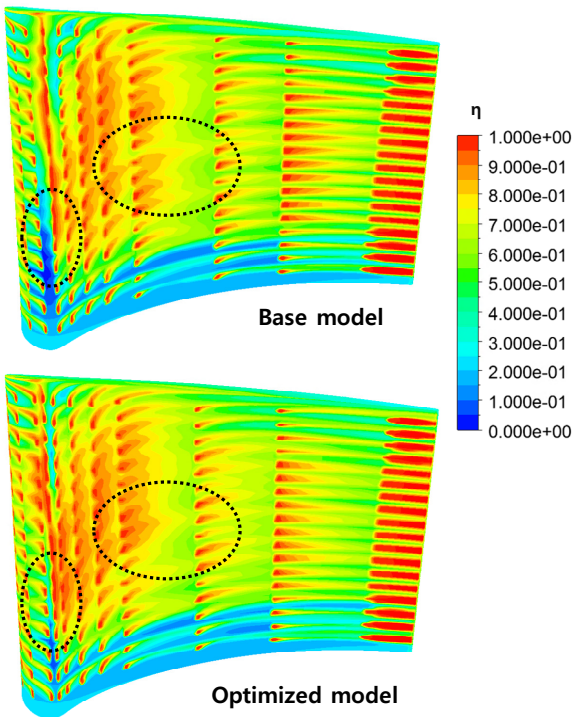 η
1.000e+00
9.000e-01
8.000e-01
7.000e-01
6.000e-01
5.000e-01
4.000e-01
3.000e-01
2.000e-01
1.000e-01
0.000e+00
Base model
Optimized model